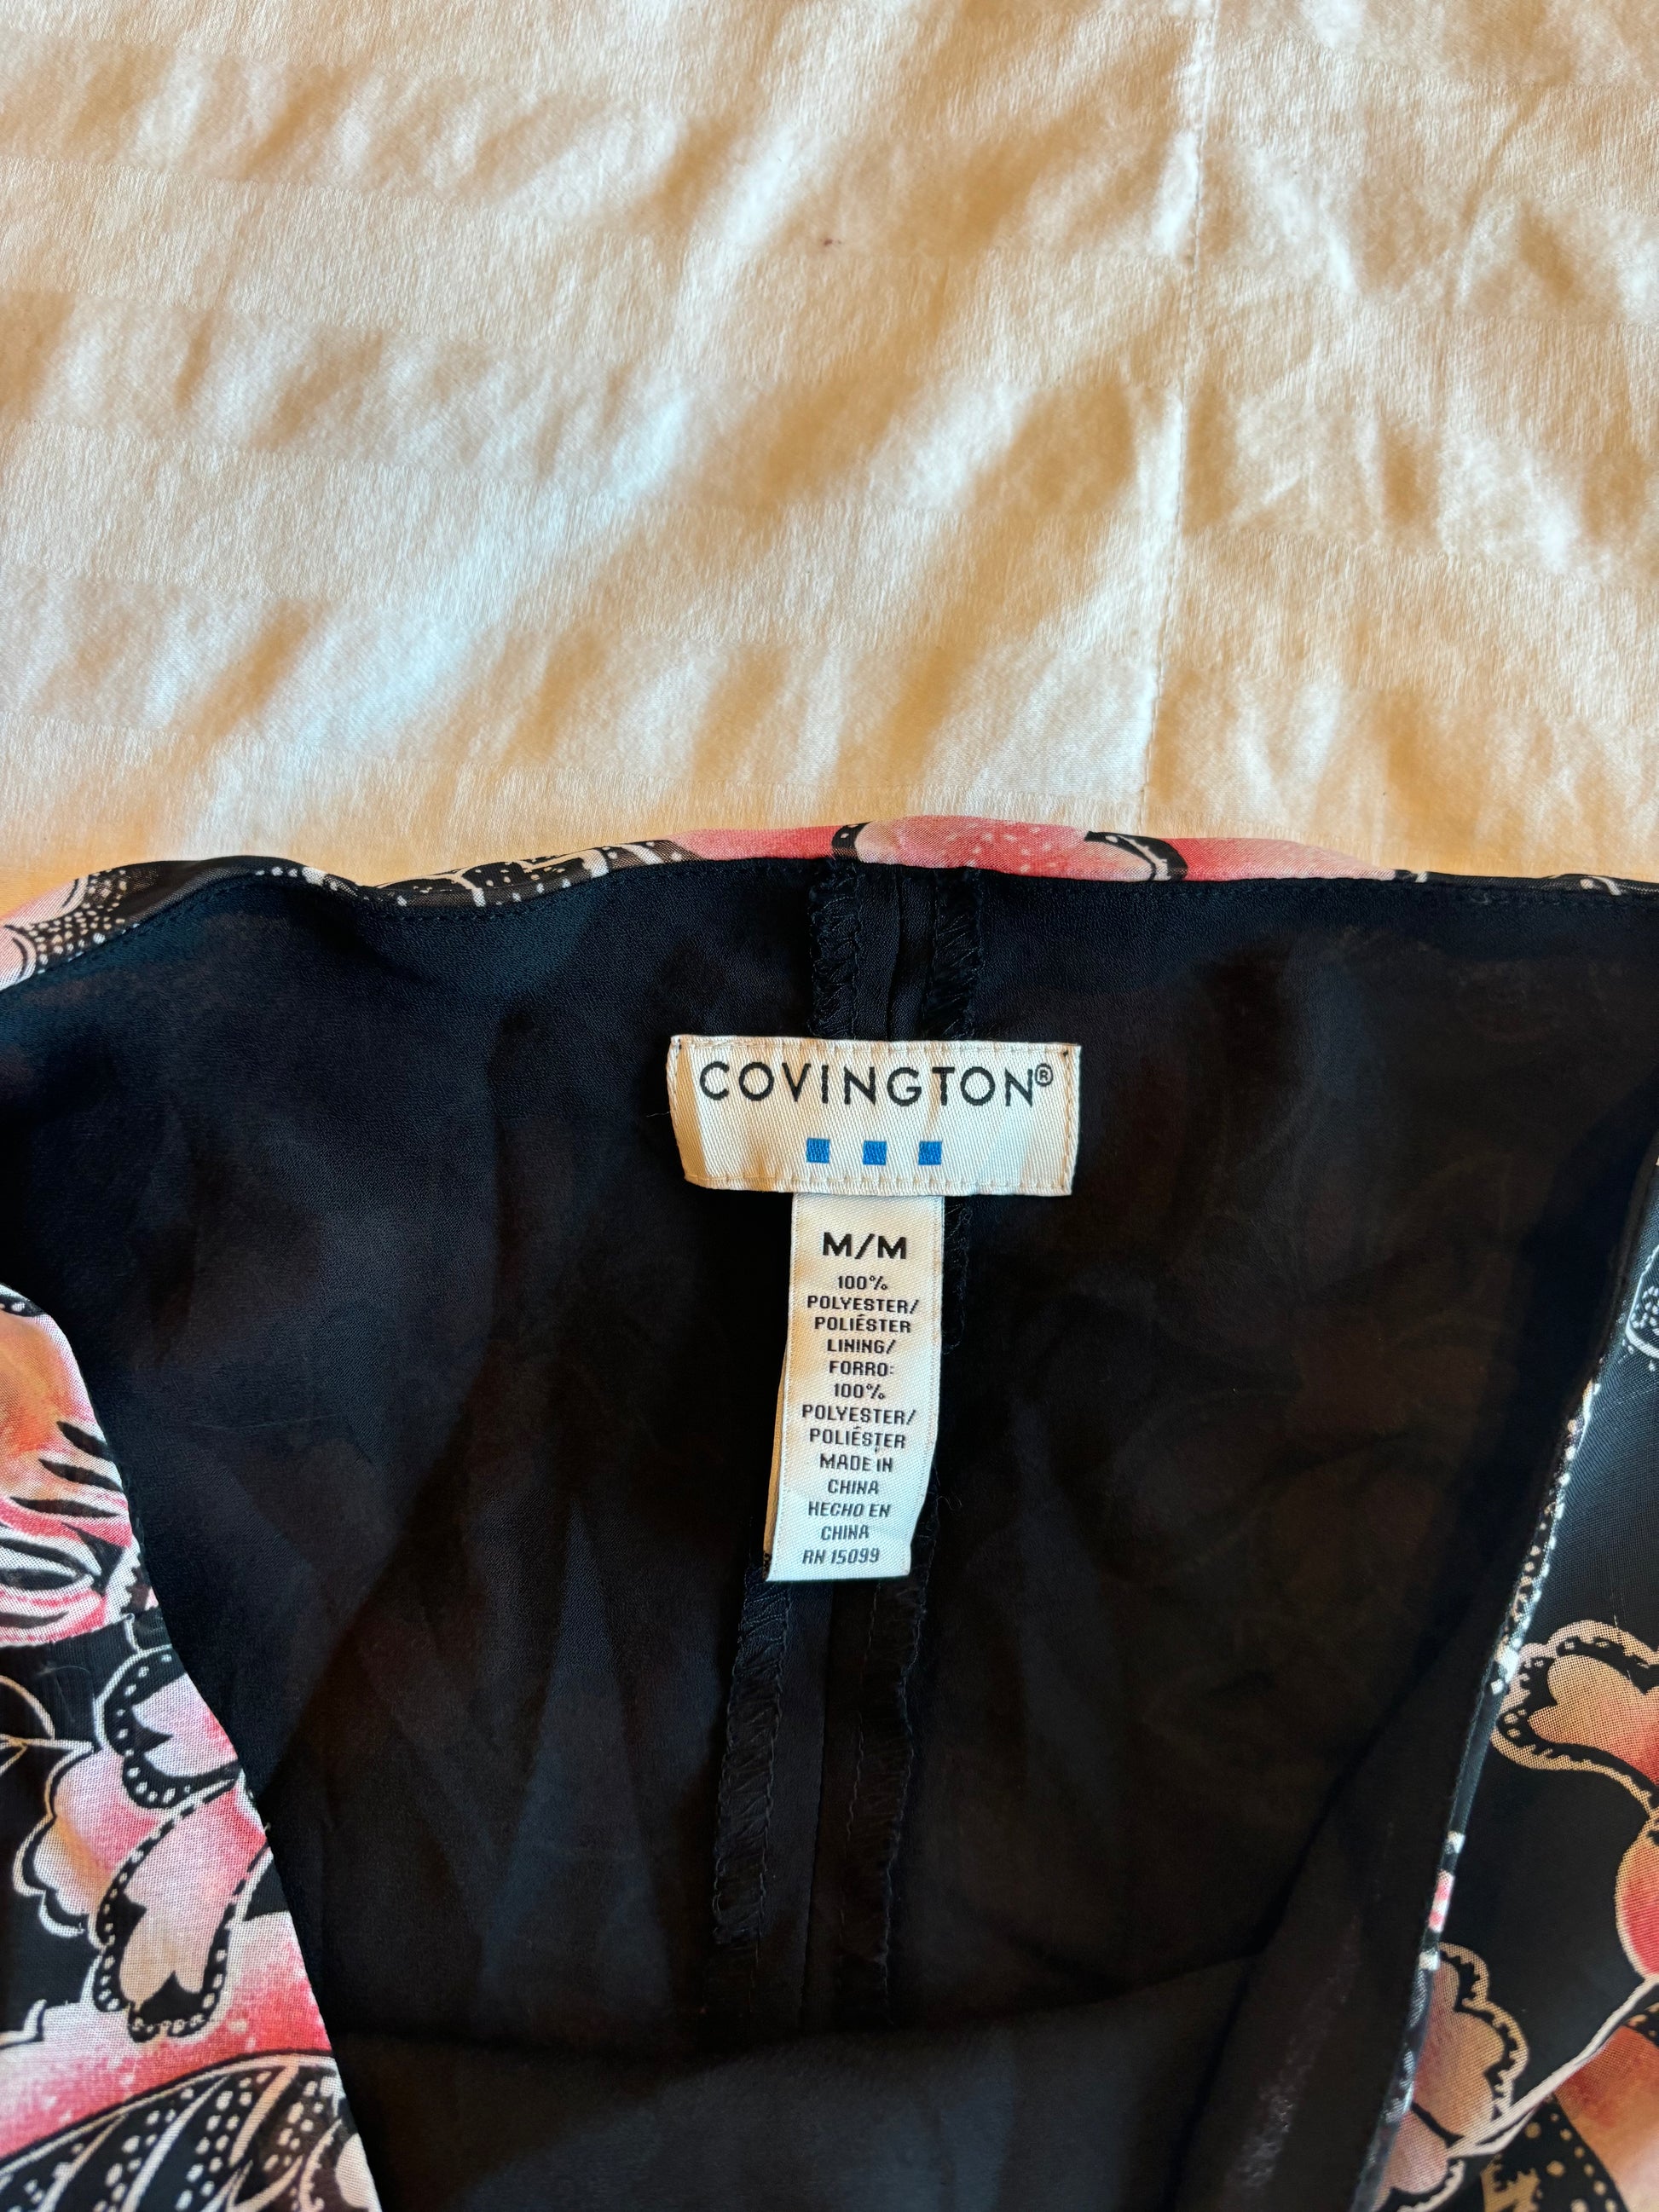 COVINGTON®
M/M
100%
POLYESTER/
POLIÉSTER
LINING/
FORRO:
100%
POLYESTER/
POLIÉSTER
MADE IN
CHINA
HECHO EN
CHINA
RN 15099